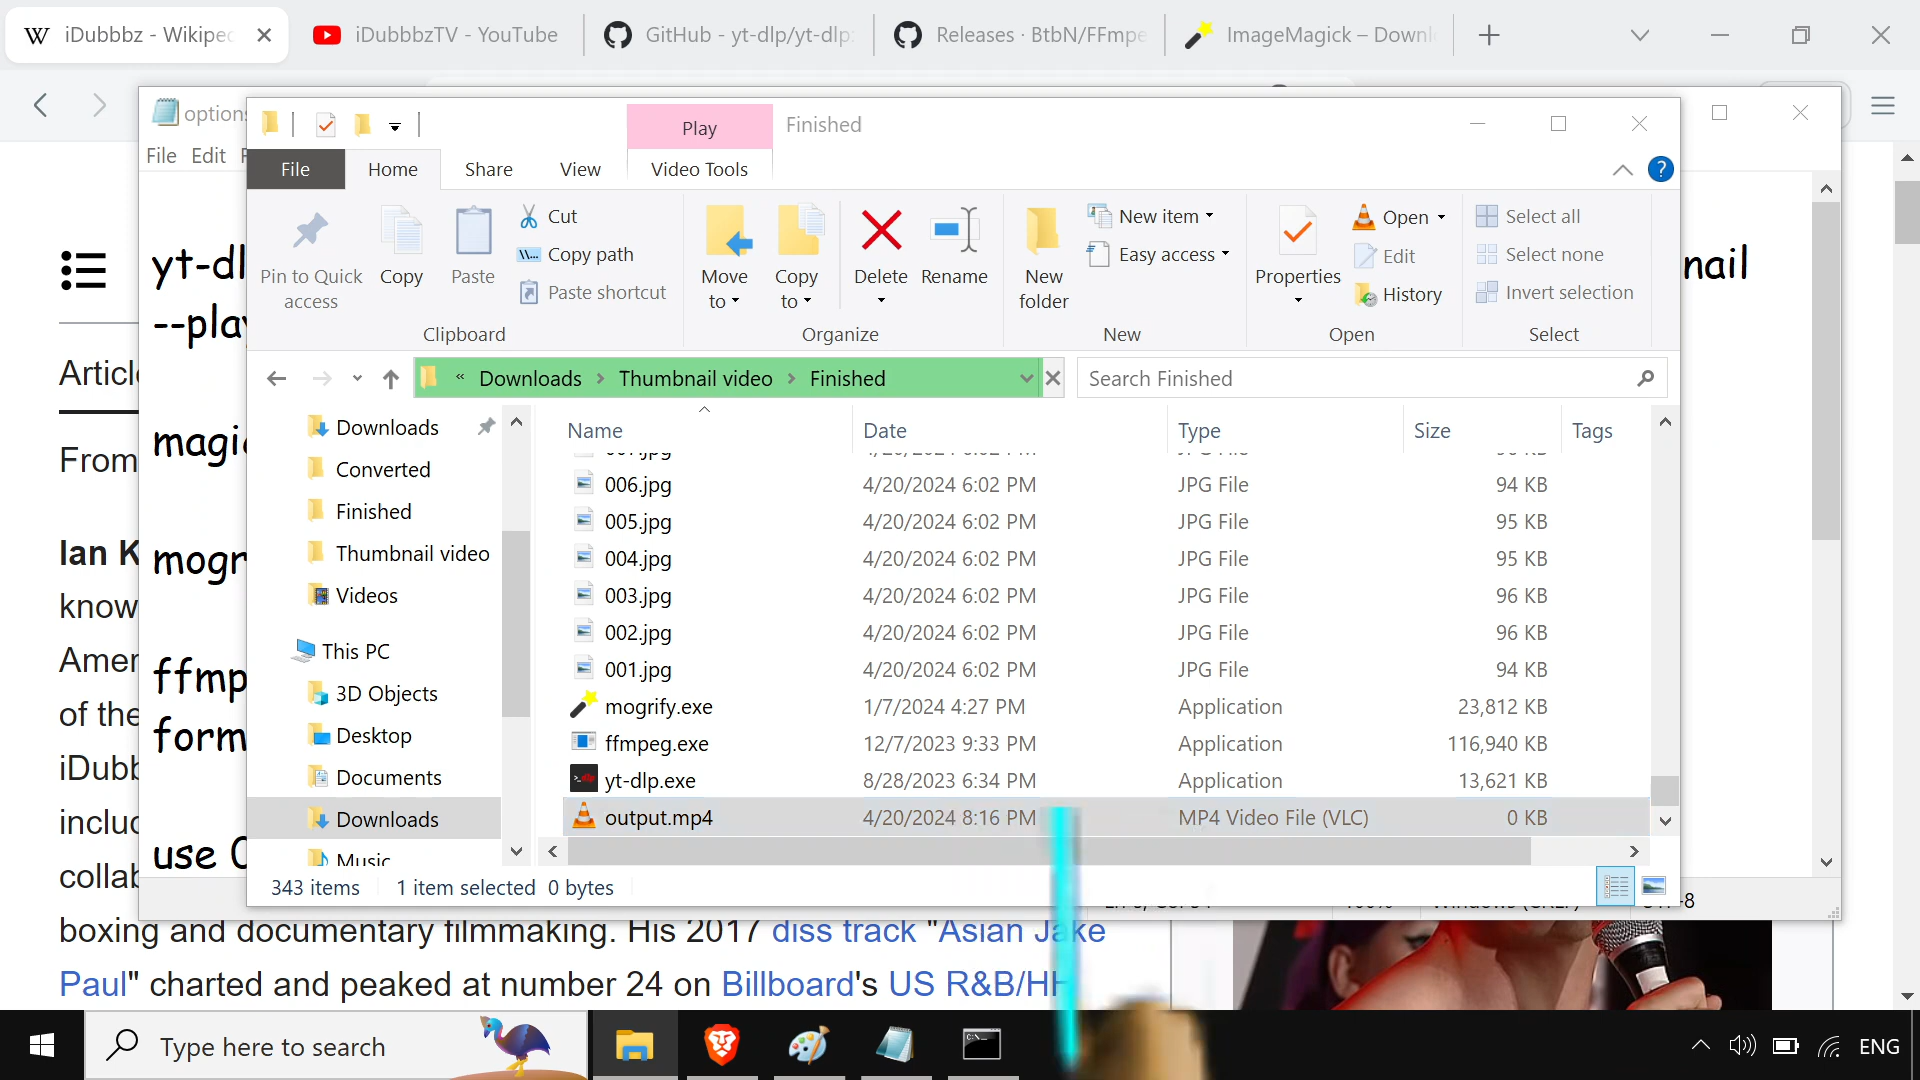 iDubbbz - Wikipe
iDubbbzTV - YouTube
GitHub - yt-dlp/yt-dlp:
Releases · BtbN/FFmpe
ImageMagick – Downl
option
File Edit
Play
Finished
File
Home
Share
View
Video Tools
Pin to Quick access
Copy
Paste
Cut
Copy path
Paste shortcut
Move to
Copy to
Delete
Rename
New folder
New item
Easy access
Properties
Open
Edit
History
Select all
Select none
Invert selection
Clipboard
Organize
New
Open
Select
« Downloads > Thumbnail video > Finished
Search Finished
Downloads
Converted
Finished
Thumbnail video
Videos
This PC
3D Objects
Desktop
Documents
Downloads
Music
Name Date Type Size Tags
006.jpg 4/20/2024 6:02 PM JPG File 94 KB
005.jpg 4/20/2024 6:02 PM JPG File 95 KB
004.jpg 4/20/2024 6:02 PM JPG File 95 KB
003.jpg 4/20/2024 6:02 PM JPG File 96 KB
002.jpg 4/20/2024 6:02 PM JPG File 96 KB
001.jpg 4/20/2024 6:02 PM JPG File 94 KB
mogrify.exe 1/7/2024 4:27 PM Application 23,812 KB
ffmpeg.exe 12/7/2023 9:33 PM Application 116,940 KB
yt-dlp.exe 8/28/2023 6:34 PM Application 13,621 KB
output.mp4 4/20/2024 8:16 PM MP4 Video File (VLC) 0 KB
343 items 1 item selected 0 bytes
yt-dl
nail
--play
magic
mogr
ffmp
form
use
Article
From
Ian K
know
Amer
of the
iDubb
includ
collab
boxing and documentary filmmaking. His 2017 diss track "Asian Jake
Paul" charted and peaked at number 24 on Billboard's US R&B/HH
Type here to search
ENG